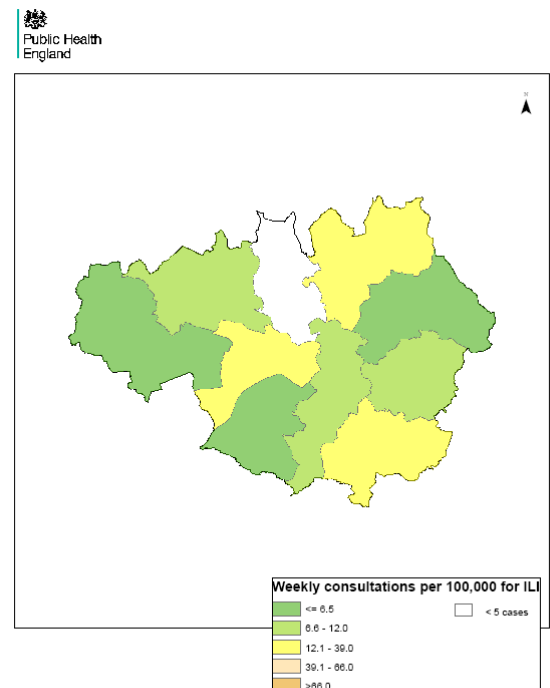 Public Health
England
N
Weekly consultations per 100,000 for ILI
<= 6.5
< 5 cases
6.6 - 12.0
12.1 - 39.0
39.1 - 66.0
>66.0